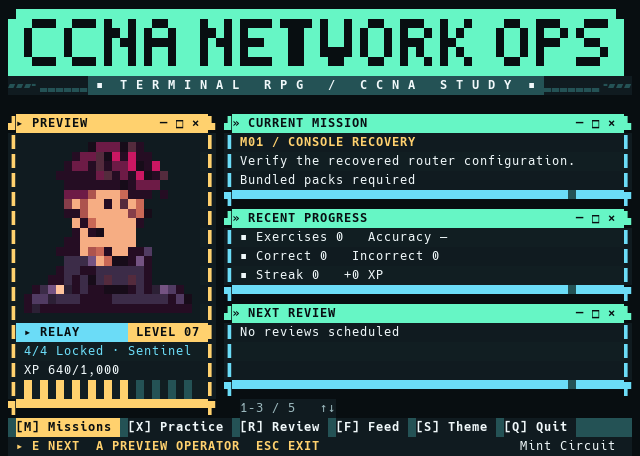 CCNA NETWORK OPS
▪ TERMINAL RPG / CCNA STUDY ▪
▸ PREVIEW — □ ×
» CURRENT MISSION — □ ×
M01 / CONSOLE RECOVERY
Verify the recovered router configuration.
Bundled packs required
» RECENT PROGRESS — □ ×
▪ Exercises 0 Accuracy —
▪ Correct 0 Incorrect 0
▪ Streak 0 +0 XP
» NEXT REVIEW — □ ×
No reviews scheduled
▸ RELAY LEVEL 07
4/4 Locked · Sentinel
XP 640/1,000
1-3 / 5 ↑↓
[M] Missions [X] Practice [R] Review [F] Feed [S] Theme [Q] Quit
▸ E NEXT A PREVIEW OPERATOR ESC EXIT Mint Circuit